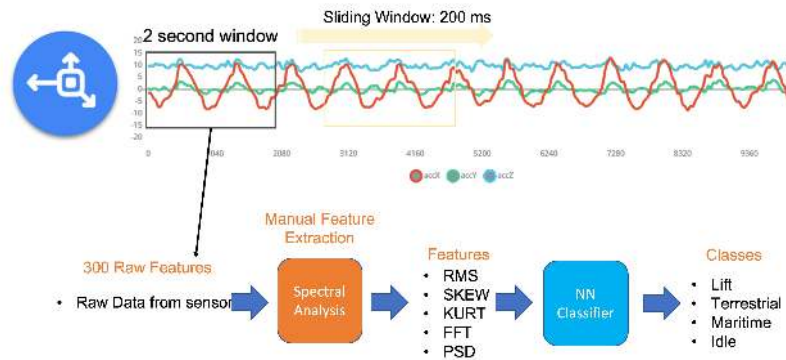 Sliding Window: 200 ms
2 second window
20
15
10
5
0
-5
-10
-15
-20
0
1040
2080
3120
4160
5200
6240
7280
8320
9360
accX accY accZ
Manual Feature
Extraction
300 Raw Features
Features
Classes
• Raw Data from sensor
Spectral
Analysis
• RMS
• SKEW
• KURT
• FFT
• PSD
NN
Classifier
• Lift
• Terrestrial
• Maritime
• Idle